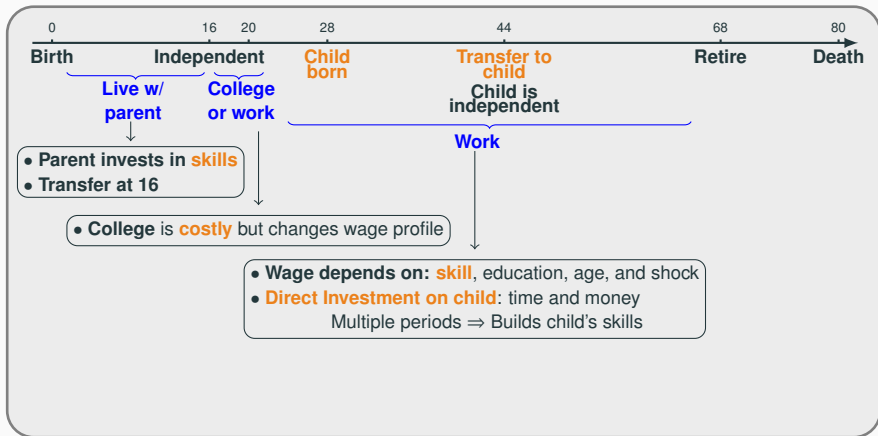 0 16 20 28 44 68 80
Birth Independent Child born Transfer to child Retire Death
Child is
independent
Live w/
parent
College
or work
Work
• Parent invests in skills
• Transfer at 16
• College is costly but changes wage profile
• Wage depends on: skill, education, age, and shock
• Direct Investment on child: time and money
Multiple periods ⇒ Builds child's skills